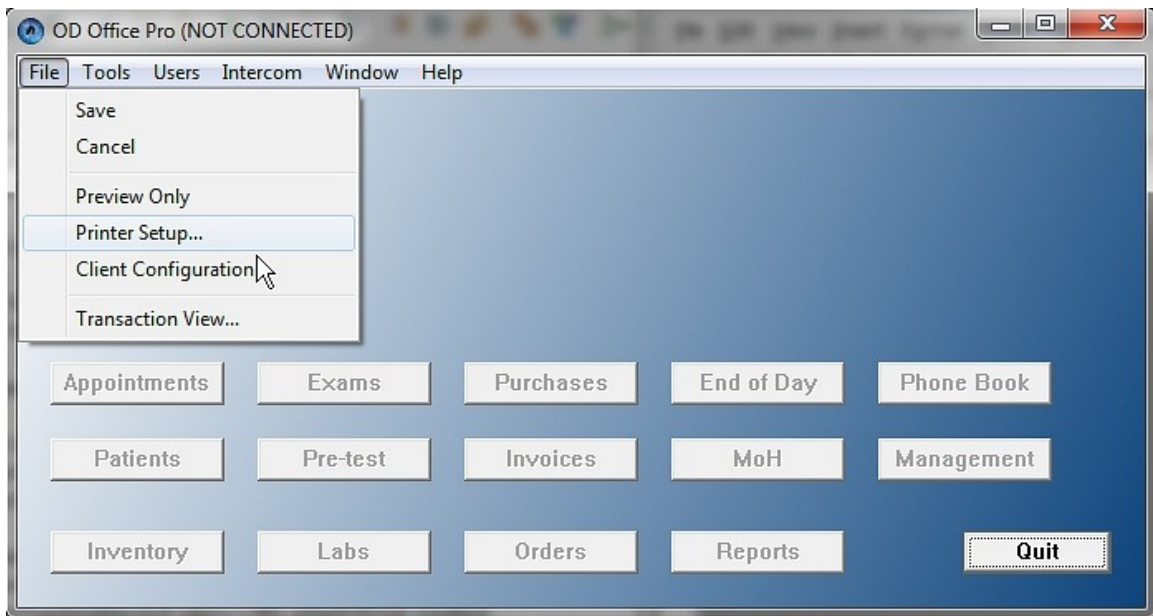 OD Office Pro (NOT CONNECTED)
File Tools Users Intercom Window Help
Save
Cancel
Preview Only
Printer Setup...
Client Configuration
Transaction View...
Appointments Exams Purchases End of Day Phone Book
Patients Pre-test Invoices MoH Management
Inventory Labs Orders Reports Quit